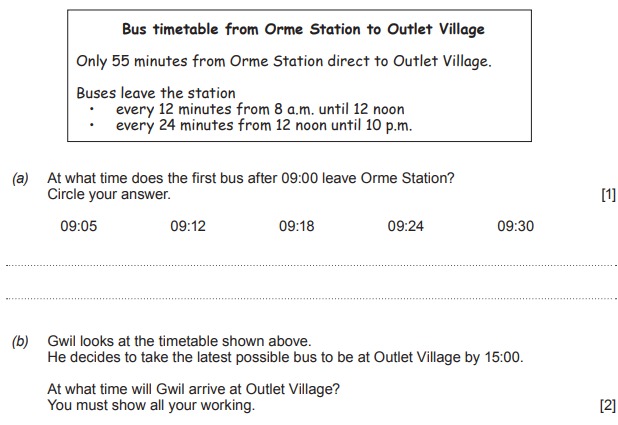 Bus timetable from Orme Station to Outlet Village
Only 55 minutes from Orme Station direct to Outlet Village.
Buses leave the station
• every 12 minutes from 8 a.m. until 12 noon
• every 24 minutes from 12 noon until 10 p.m.
(a) At what time does the first bus after 09:00 leave Orme Station?
Circle your answer. [1]
09:05 09:12 09:18 09:24 09:30
(b) Gwil looks at the timetable shown above.
He decides to take the latest possible bus to be at Outlet Village by 15:00.
At what time will Gwil arrive at Outlet Village?
You must show all your working. [2]